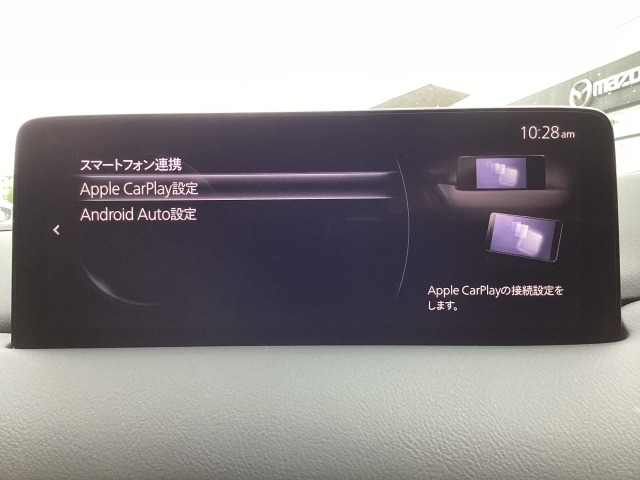 mazda
10:28 am
スマートフォン連携
Apple CarPlay設定
Android Auto設定
Apple CarPlayの接続設定を
します。